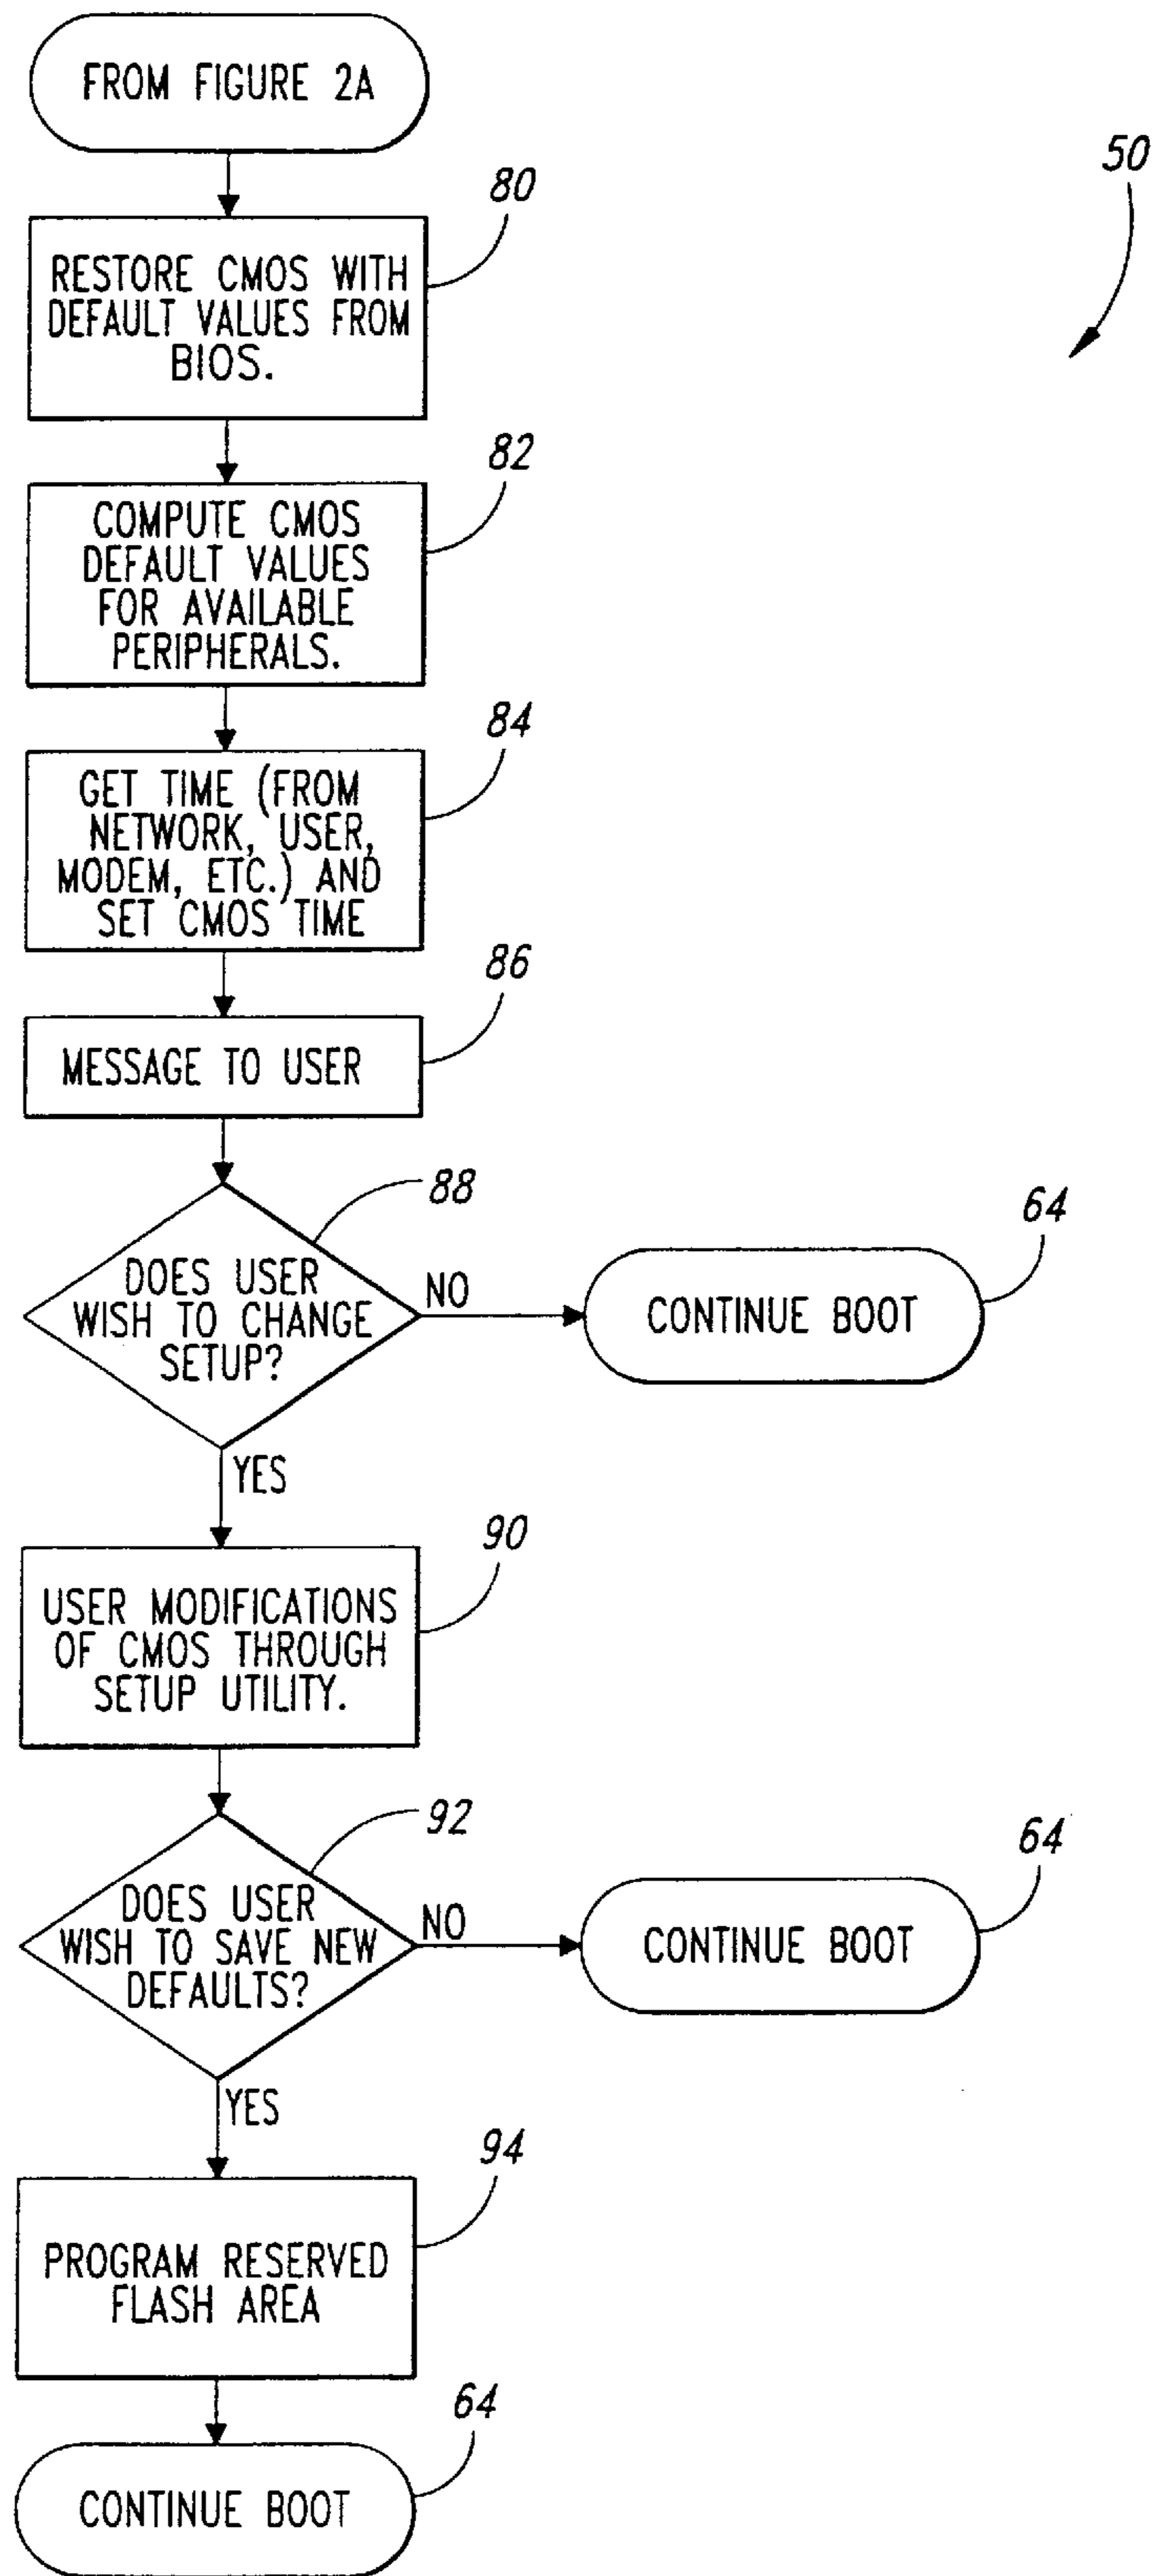 FROM FIGURE 2A
50
80
RESTORE CMOS WITH
DEFAULT VALUES FROM
BIOS.
82
COMPUTE CMOS
DEFAULT VALUES
FOR AVAILABLE
PERIPHERALS.
84
GET TIME (FROM
NETWORK, USER,
MODEM, ETC.) AND
SET CMOS TIME
86
MESSAGE TO USER
88
DOES USER
WISH TO CHANGE
SETUP?
NO
64
CONTINUE BOOT
YES
90
USER MODIFICATIONS
OF CMOS THROUGH
SETUP UTILITY.
92
DOES USER
WISH TO SAVE NEW
DEFAULTS?
NO
64
CONTINUE BOOT
YES
94
PROGRAM RESERVED
FLASH AREA
64
CONTINUE BOOT